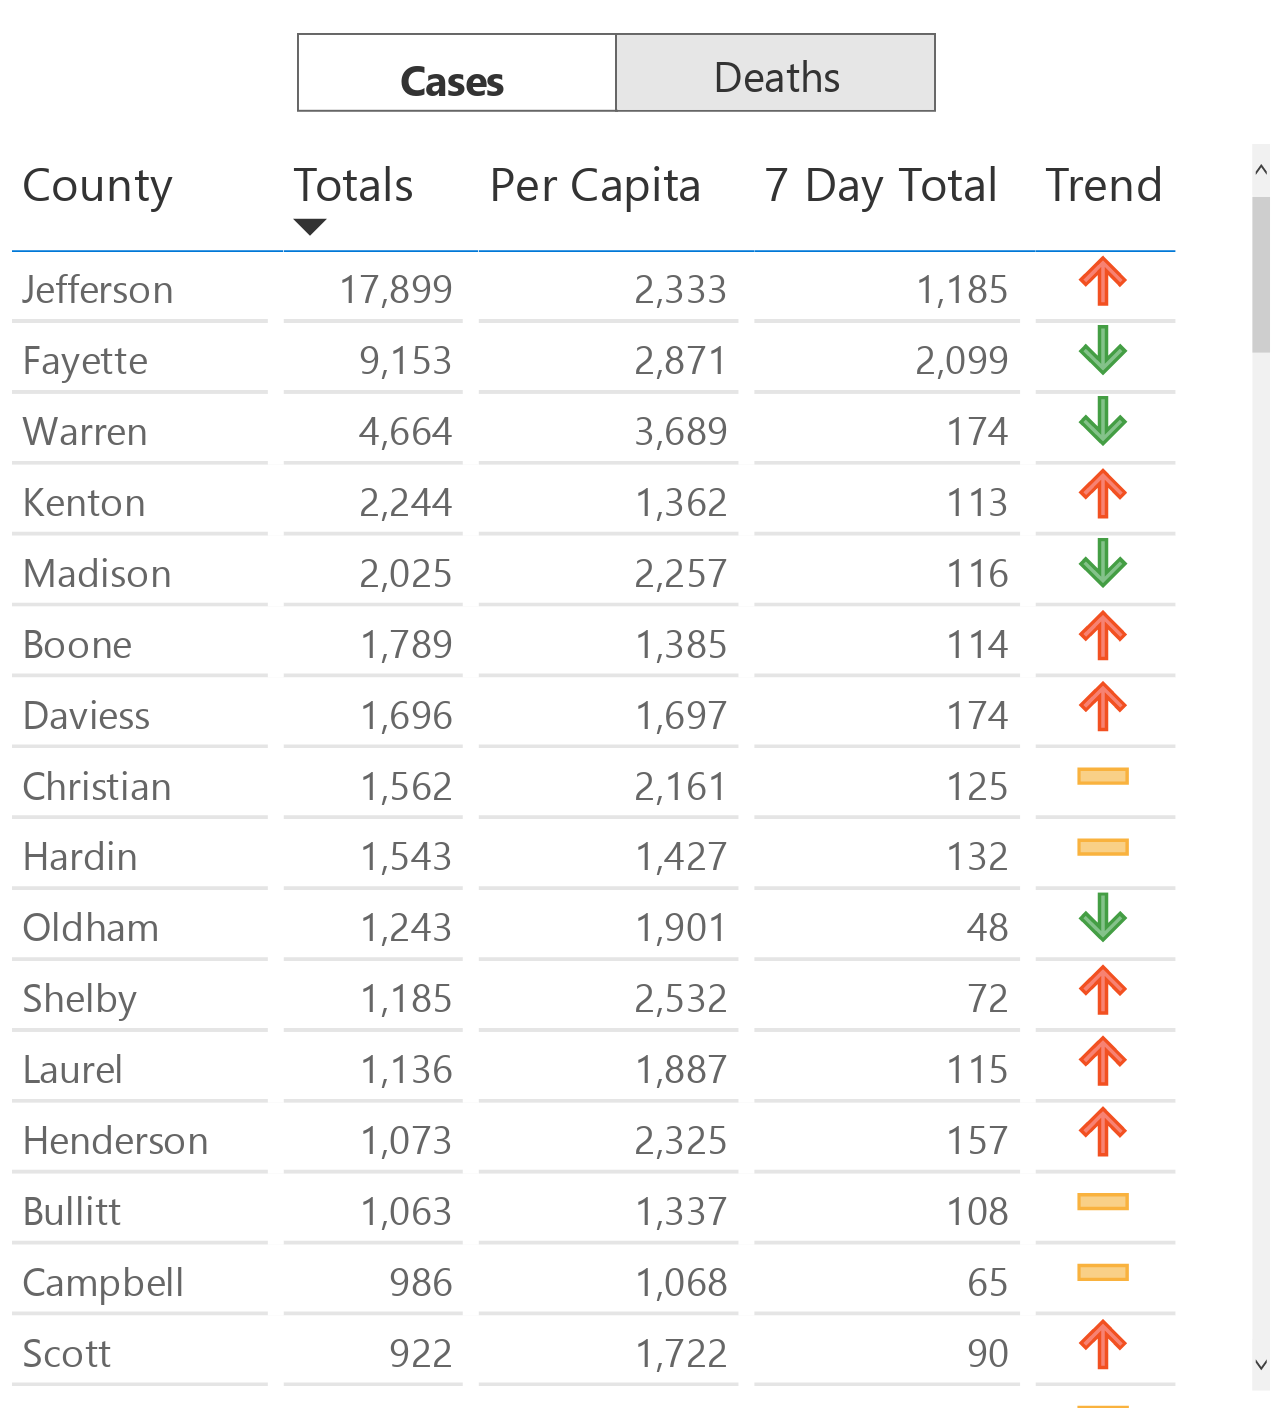 Cases Deaths
County Totals Per Capita 7 Day Total Trend
Jefferson 17,899 2,333 1,185
Fayette 9,153 2,871 2,099
Warren 4,664 3,689 174
Kenton 2,244 1,362 113
Madison 2,025 2,257 116
Boone 1,789 1,385 114
Daviess 1,696 1,697 174
Christian 1,562 2,161 125
Hardin 1,543 1,427 132
Oldham 1,243 1,901 48
Shelby 1,185 2,532 72
Laurel 1,136 1,887 115
Henderson 1,073 2,325 157
Bullitt 1,063 1,337 108
Campbell 986 1,068 65
Scott 922 1,722 90